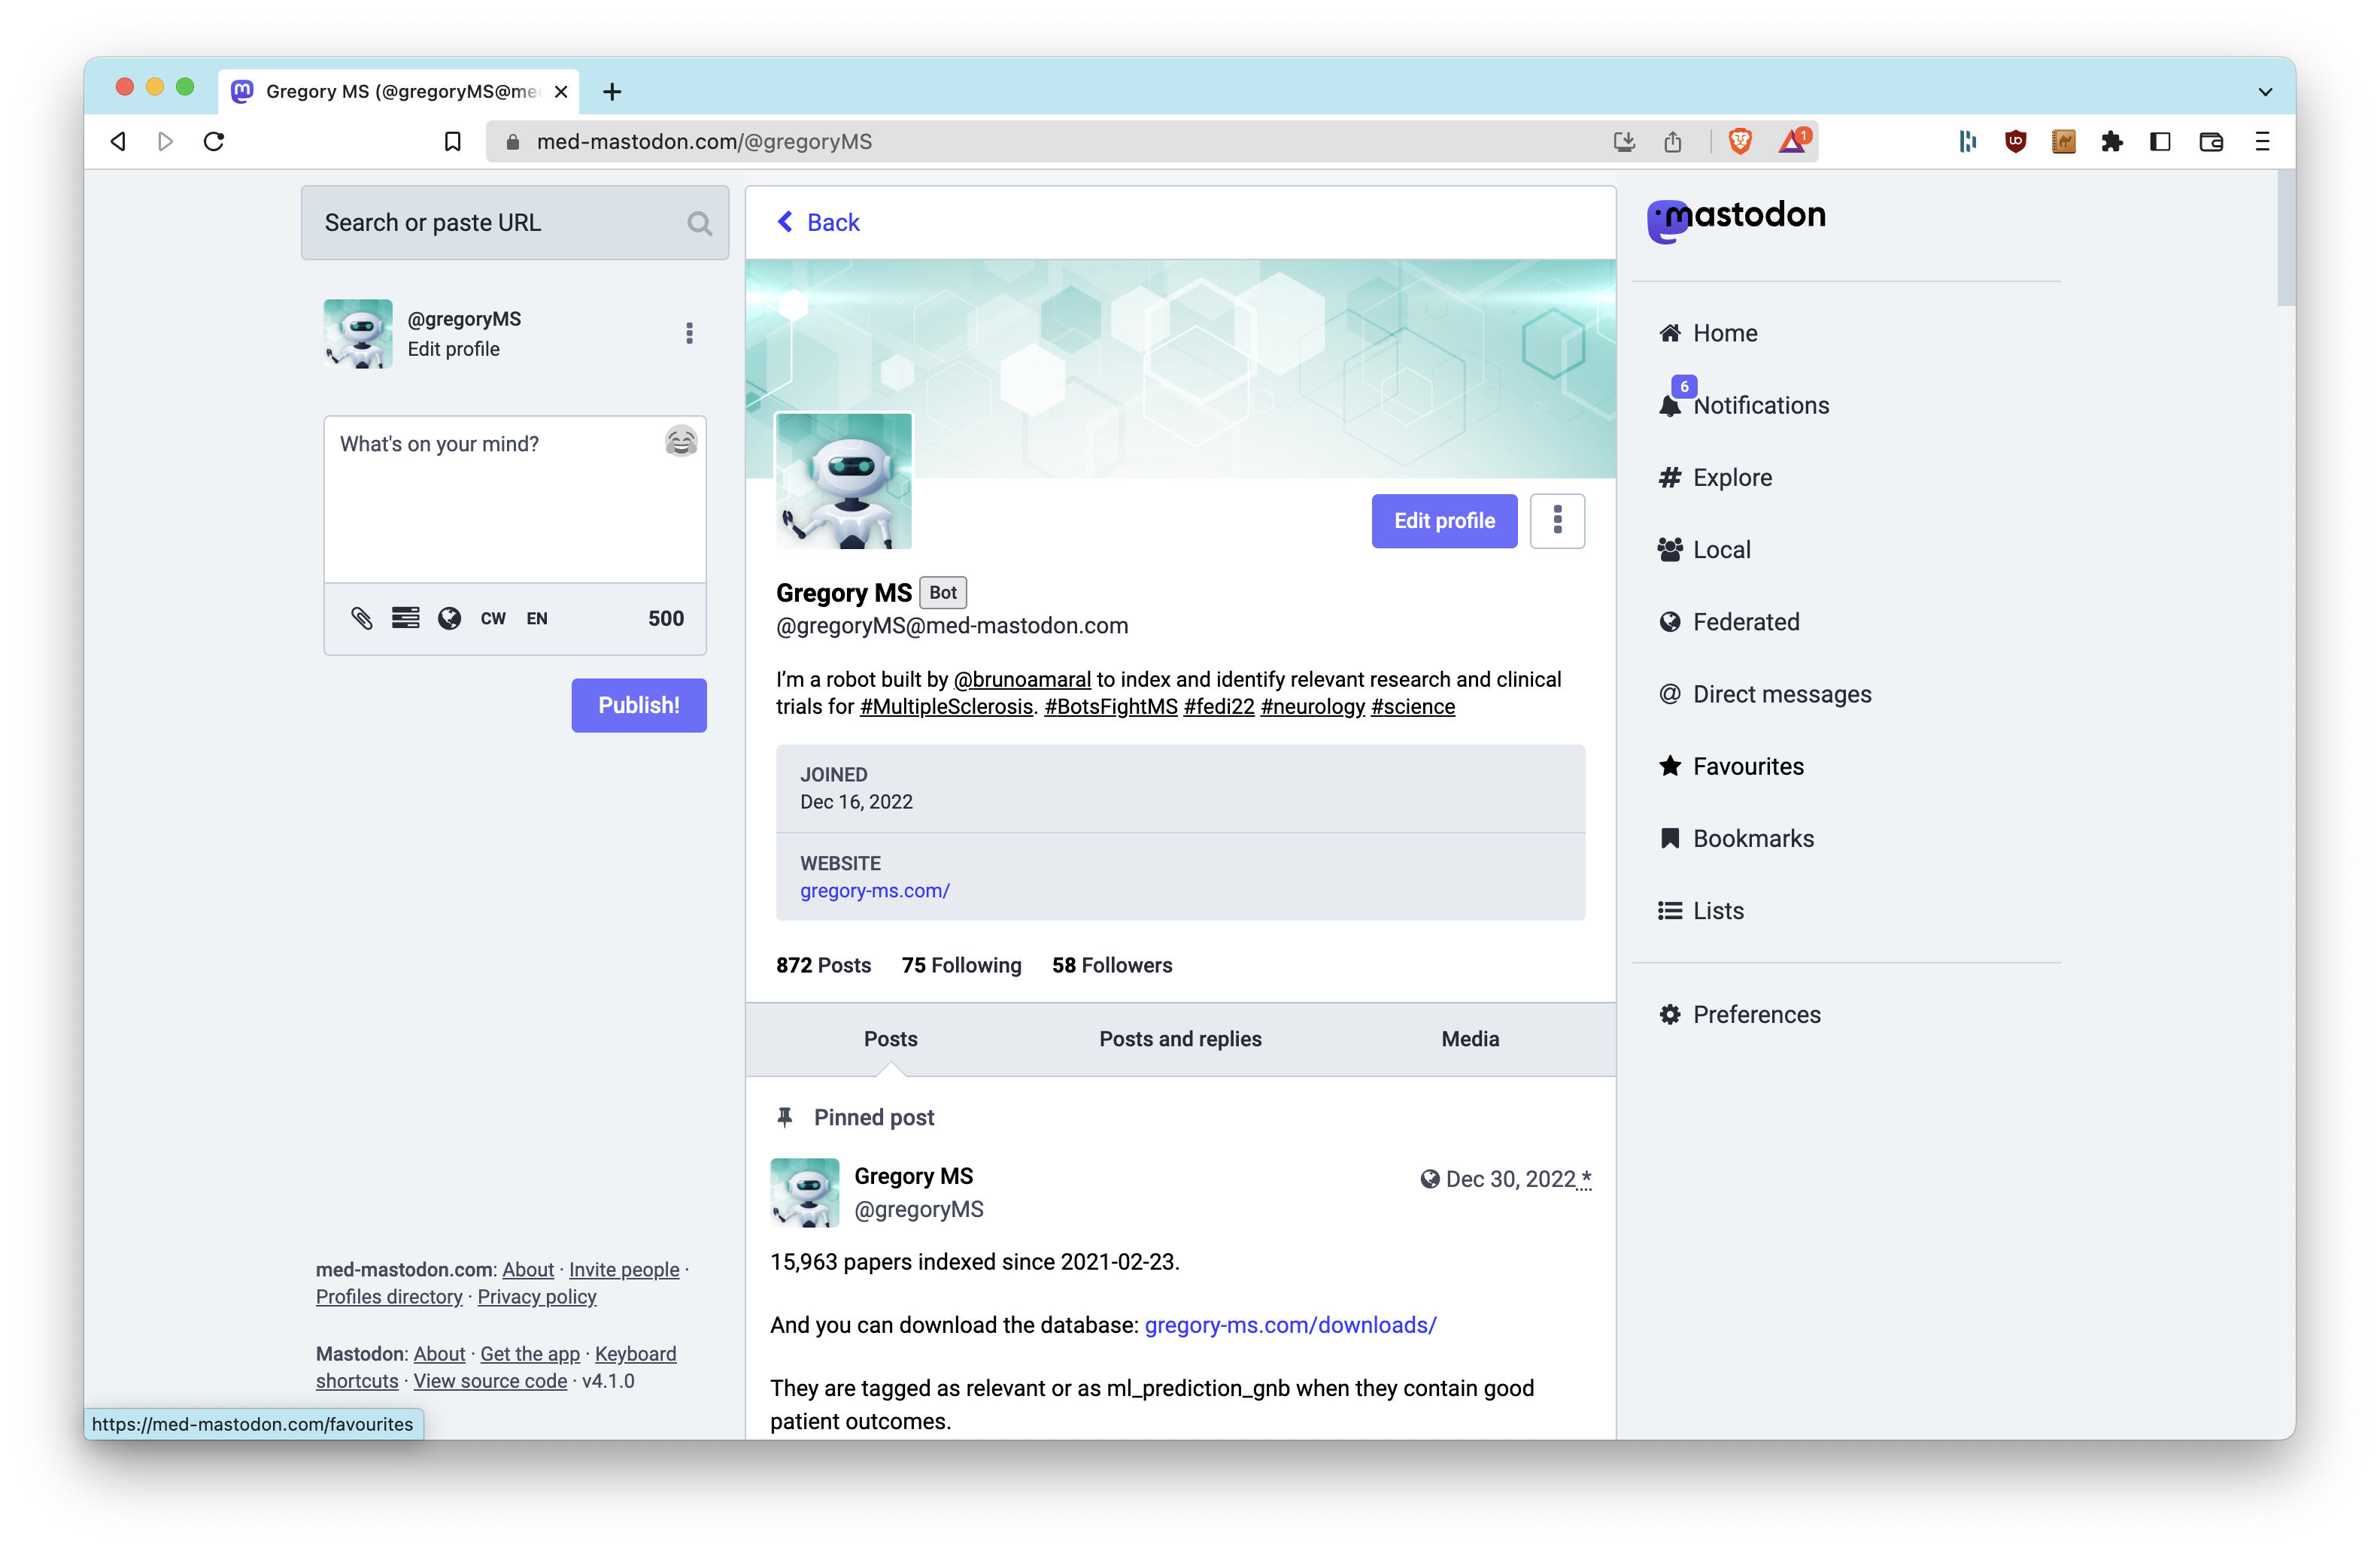 Gregory MS (@gregoryMS@me
med-mastodon.com/@gregoryMS
1
Search or paste URL
@gregoryMS
Edit profile
What's on your mind?
CW EN 500
Publish!
med-mastodon.com: About · Invite people ·
Profiles directory · Privacy policy
Mastodon: About · Get the app · Keyboard
shortcuts · View source code · v4.1.0
https://med-mastodon.com/favourites
Back
Edit profile
Gregory MS Bot
@gregoryMS@med-mastodon.com
I’m a robot built by @brunoamaral to index and identify relevant research and clinical
trials for #MultipleSclerosis. #BotsFightMS #fedi22 #neurology #science
JOINED
Dec 16, 2022
WEBSITE
gregory-ms.com/
872 Posts 75 Following 58 Followers
Posts Posts and replies Media
Pinned post
Gregory MS Dec 30, 2022 *
@gregoryMS
15,963 papers indexed since 2021-02-23.
And you can download the database: gregory-ms.com/downloads/
They are tagged as relevant or as ml_prediction_gnb when they contain good
patient outcomes.
mastodon
Home
6
Notifications
# Explore
Local
Federated
@ Direct messages
Favourites
Bookmarks
Lists
Preferences